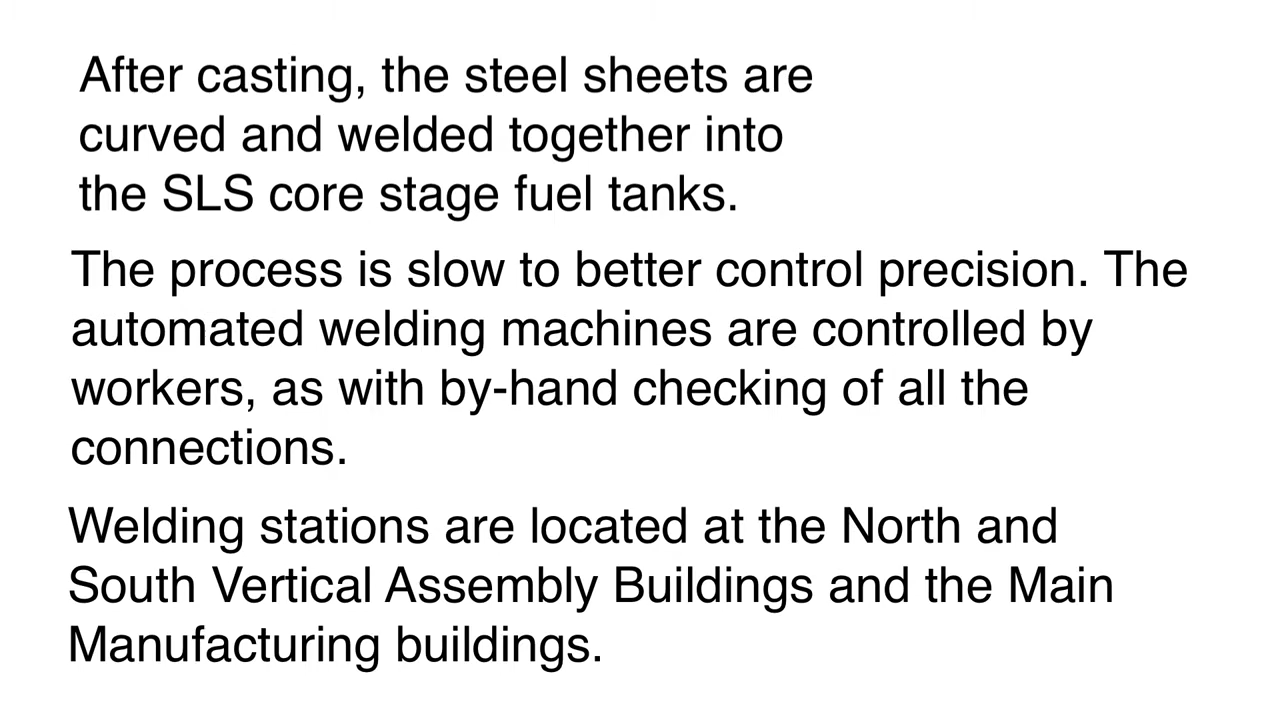 After casting, the steel sheets are
curved and welded together into
the SLS core stage fuel tanks.
The process is slow to better control precision. The
automated welding machines are controlled by
workers, as with by-hand checking of all the
connections.
Welding stations are located at the North and
South Vertical Assembly Buildings and the Main
Manufacturing buildings.